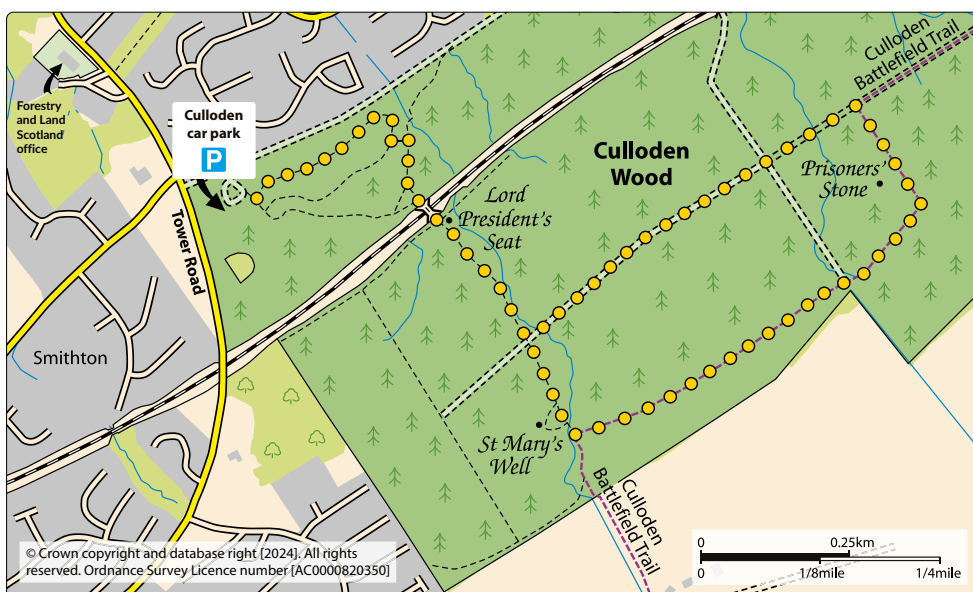 Forestry
and Land
Scotland
office
Culloden
car park
P
Tower Road
Smithton
Lord
President's
Seat
Culloden
Wood
Culloden
Battlefield Trail
Prisoners'
Stone
St Mary's
Well
Culloden
Battlefield Trail
© Crown copyright and database right [2024]. All rights
reserved. Ordnance Survey Licence number [AC0000820350]
0 0.25km
0 1/8mile 1/4mile